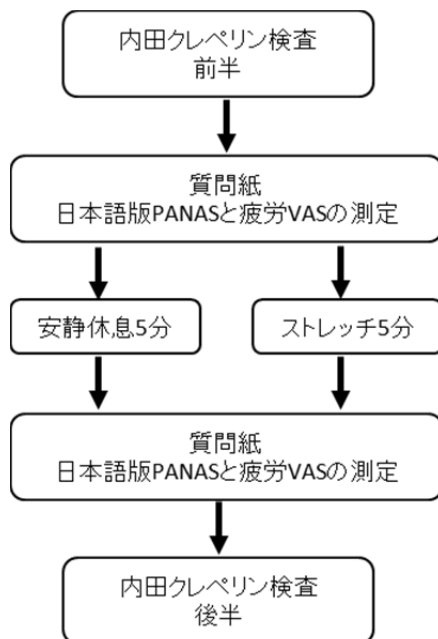 内田クレペリン検査
前半
質問紙
日本語版PANASと疲労VASの測定
安静休息5分
ストレッチ5分
質問紙
日本語版PANASと疲労VASの測定
内田クレペリン検査
後半